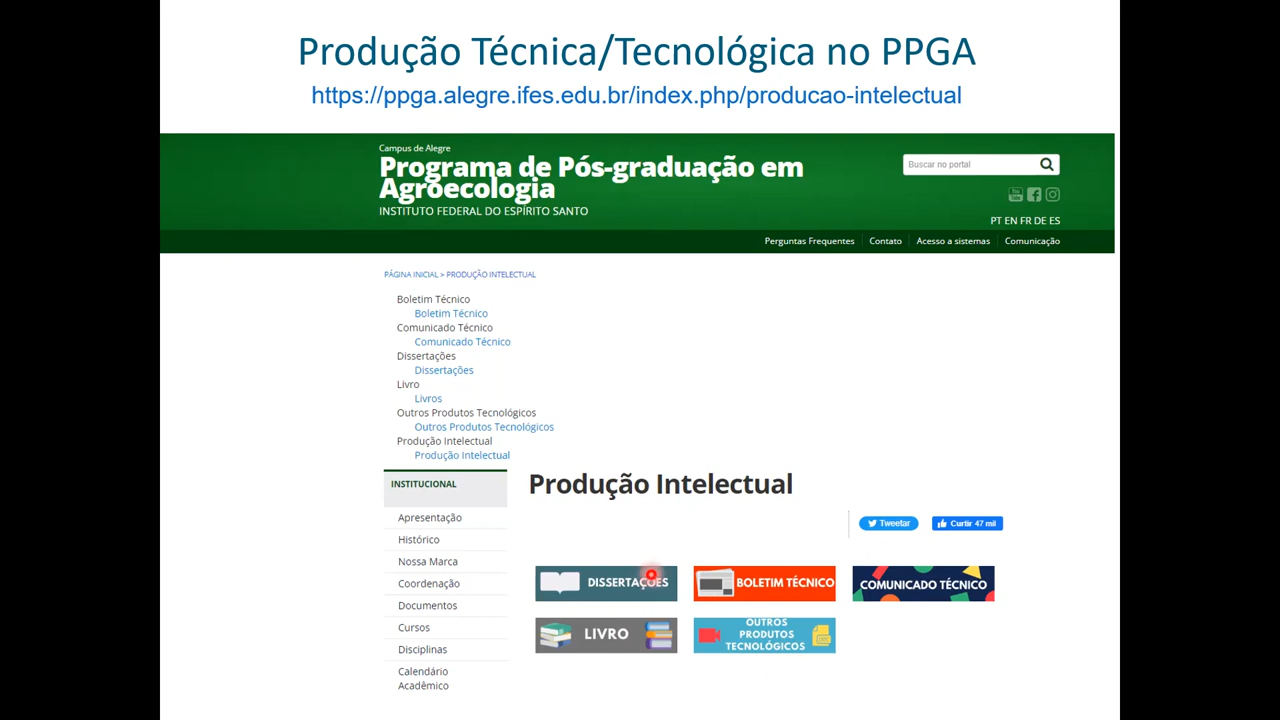 Produção Técnica/Tecnológica no PPGA
https://ppga.alegre.ifes.edu.br/index.php/producao-intelectual
Campus de Alegre
Programa de Pós-graduação em
Agroecologia
INSTITUTO FEDERAL DO ESPÍRITO SANTO
Buscar no portal
You Tube
PT EN FR DE ES
Perguntas Frequentes Contato Acesso a sistemas Comunicação
PÁGINA INICIAL > PRODUÇÃO INTELECTUAL
Boletim Técnico
Boletim Técnico
Comunicado Técnico
Comunicado Técnico
Dissertações
Dissertações
Livro
Livros
Outros Produtos Tecnológicos
Outros Produtos Tecnológicos
Produção Intelectual
Produção Intelectual
INSTITUCIONAL
Apresentação
Histórico
Nossa Marca
Coordenação
Documentos
Cursos
Disciplinas
Calendário
Acadêmico
Produção Intelectual
Tweetar Curtir 47 mil
DISSERTAÇÕES BOLETIM TÉCNICO COMUNICADO TÉCNICO
LIVRO
OUTROS
PRODUTOS
TECNOLÓGICOS